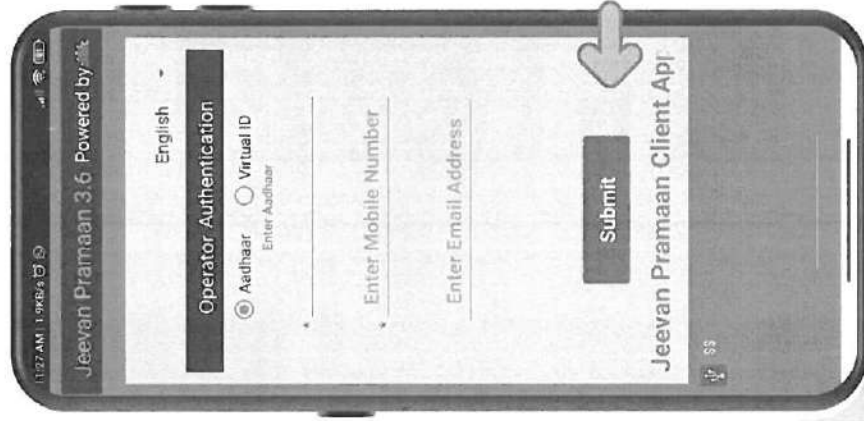 11:27 AM | 1.9KB/s
Jeevan Pramaan 3.6 Powered by
English
Operator Authentication
Aadhaar Virtual ID
Enter Aadhaar
*
Enter Mobile Number
*
Enter Email Address
Submit
Jeevan Pramaan Client App
$$